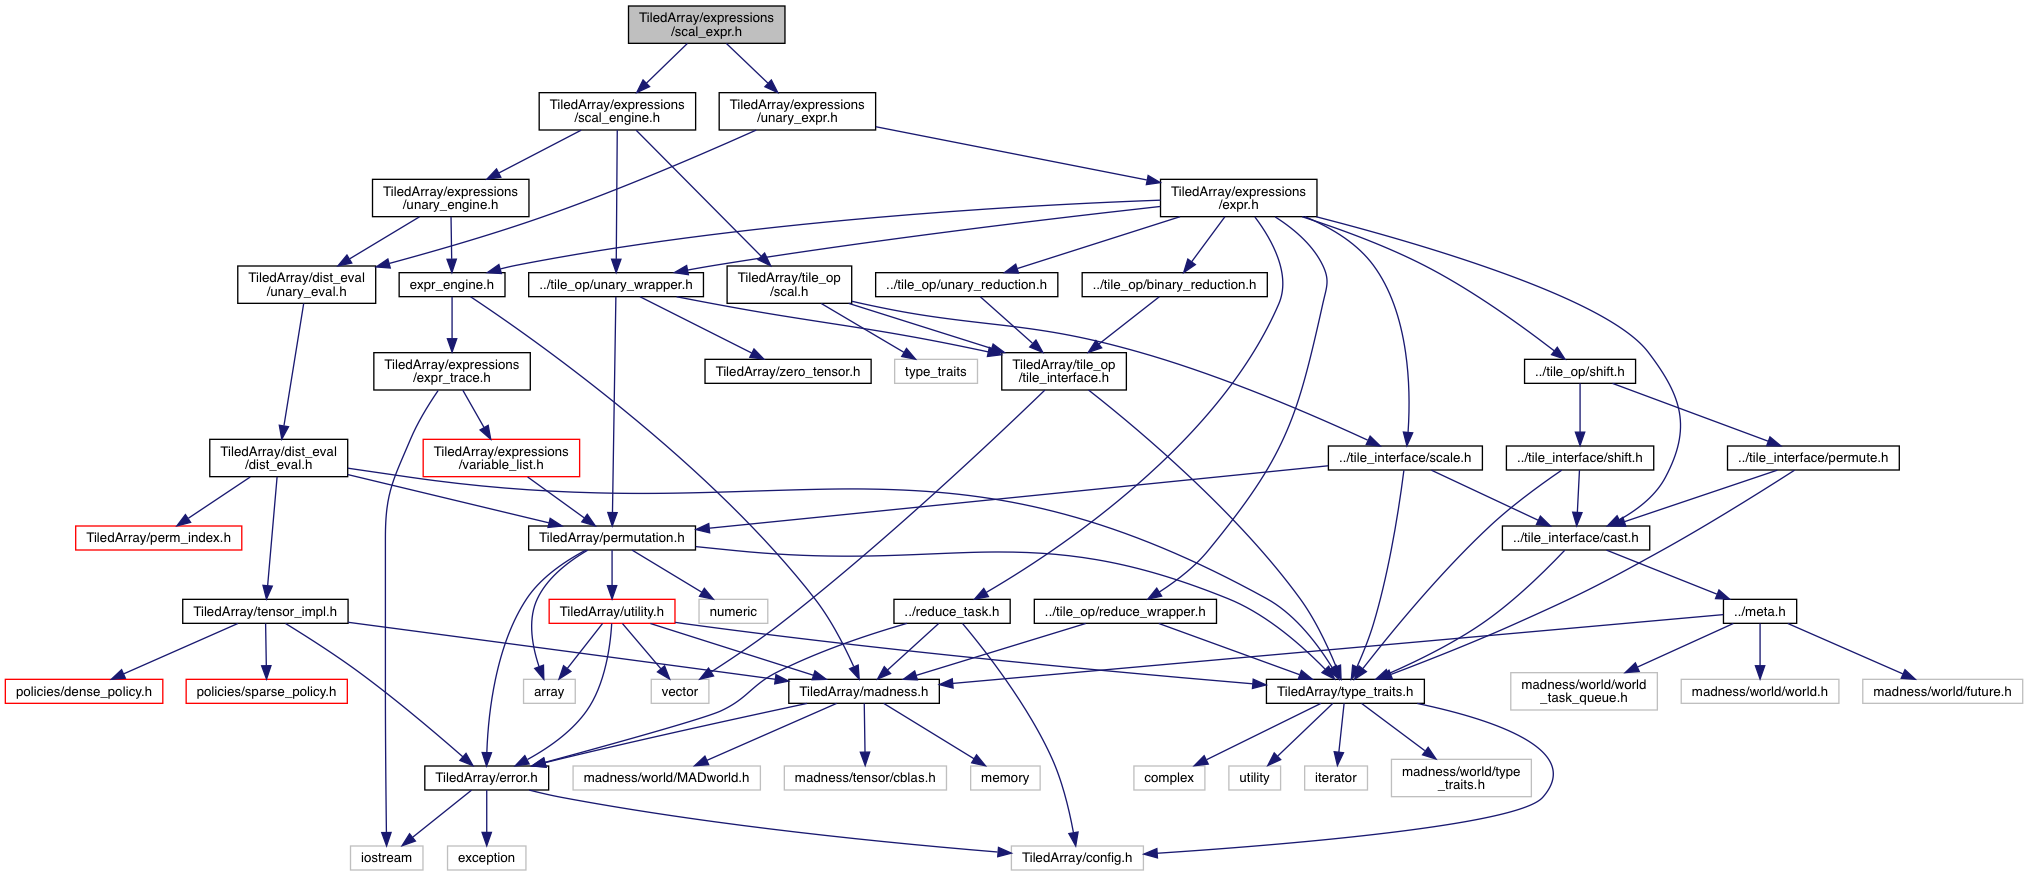 TiledArray/expressions
/scal_expr.h
TiledArray/expressions
/scal_engine.h
TiledArray/expressions
/unary_expr.h
TiledArray/expressions
/unary_engine.h
TiledArray/expressions
/expr.h
TiledArray/dist_eval
/unary_eval.h
expr_engine.h
../tile_op/unary_wrapper.h
TiledArray/tile_op
/scal.h
../tile_op/unary_reduction.h
../tile_op/binary_reduction.h
TiledArray/expressions
/expr_trace.h
TiledArray/zero_tensor.h
type_traits
TiledArray/tile_op
/tile_interface.h
../tile_op/shift.h
TiledArray/dist_eval
/dist_eval.h
TiledArray/expressions
/variable_list.h
../tile_interface/scale.h
../tile_interface/shift.h
../tile_interface/permute.h
TiledArray/perm_index.h
TiledArray/permutation.h
../tile_interface/cast.h
TiledArray/tensor_impl.h
TiledArray/utility.h
numeric
../reduce_task.h
../tile_op/reduce_wrapper.h
../meta.h
policies/dense_policy.h
policies/sparse_policy.h
array
vector
TiledArray/madness.h
TiledArray/type_traits.h
madness/world/world
_task_queue.h
madness/world/world.h
madness/world/future.h
TiledArray/error.h
madness/world/MADworld.h
madness/tensor/cblas.h
memory
complex
utility
iterator
madness/world/type
_traits.h
iostream
exception
TiledArray/config.h